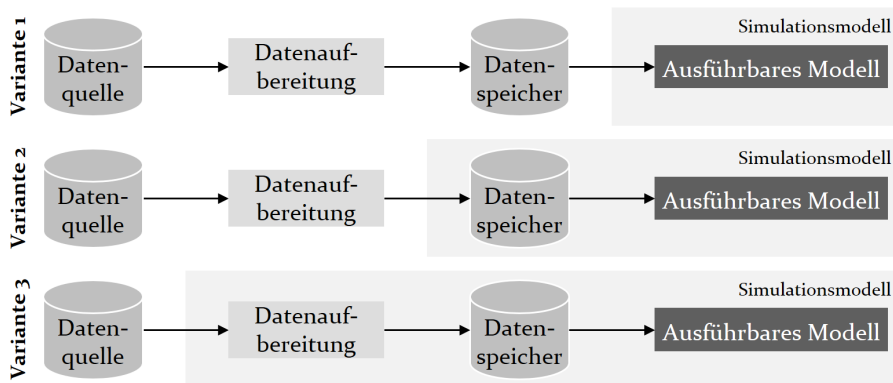 Variante 1
Daten-
quelle
Datenauf-
bereitung
Daten-
speicher
Simulationsmodell
Ausführbares Modell
Variante 2
Daten-
quelle
Datenauf-
bereitung
Daten-
speicher
Simulationsmodell
Ausführbares Modell
Variante 3
Daten-
quelle
Datenauf-
bereitung
Daten-
speicher
Simulationsmodell
Ausführbares Modell